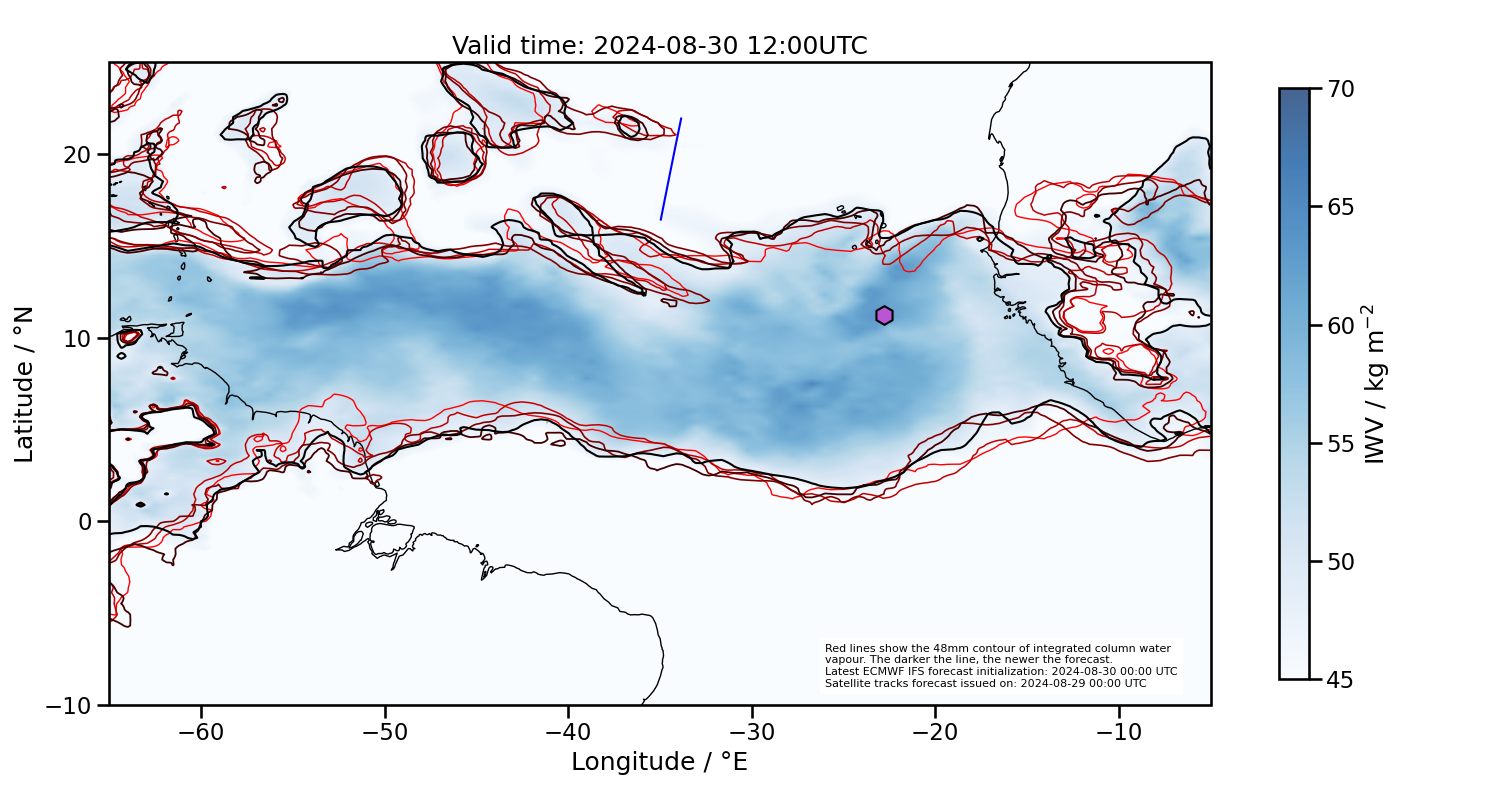 Valid time: 2024-08-30 12:00UTC
20
10
0
−10
Latitude / °N
−60
−50
−40
−30
−20
−10
Longitude / °E
70
65
60
55
50
45
IWV / kg m⁻²
Red lines show the 48mm contour of integrated column water
vapour. The darker the line, the newer the forecast.
Latest ECMWF IFS forecast initialization: 2024-08-30 00:00 UTC
Satellite tracks forecast issued on: 2024-08-29 00:00 UTC